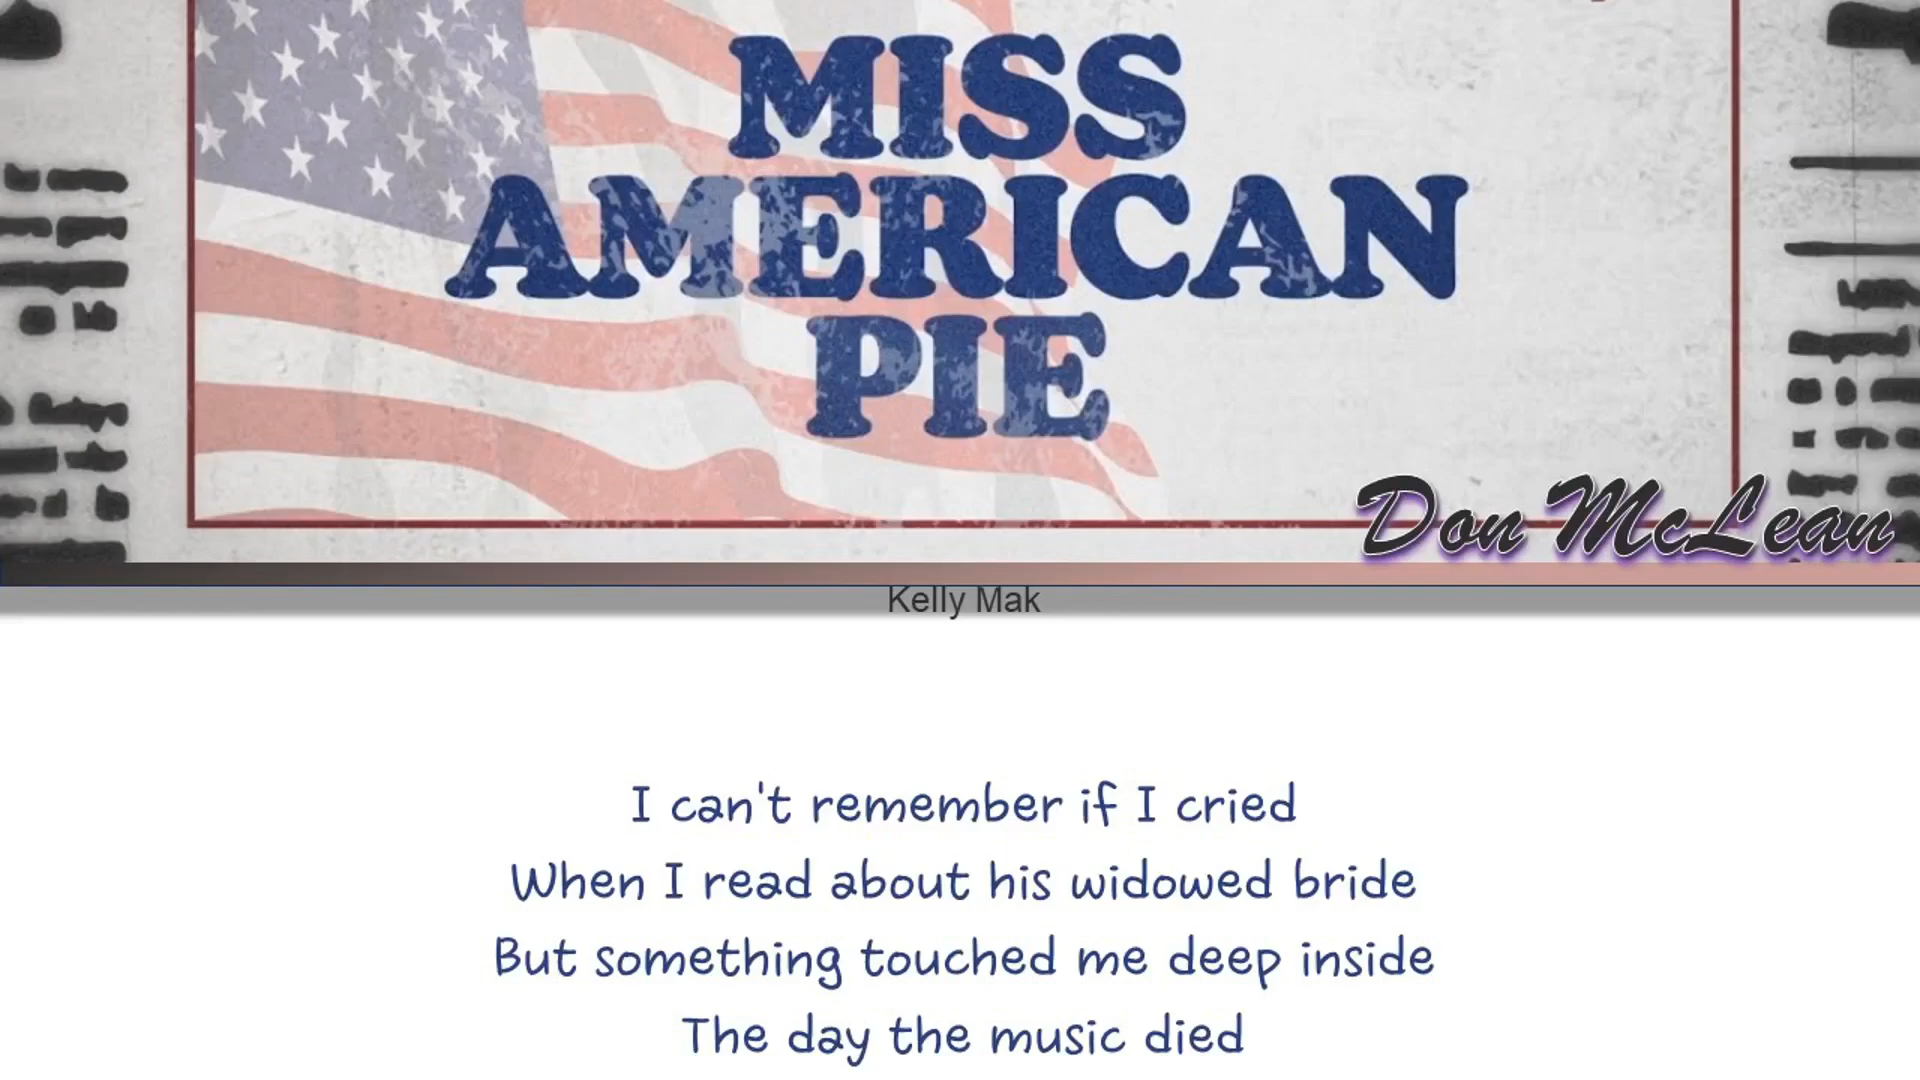 MISS
AMERICAN
PIE
Don McLean
Kelly Mak
I can't remember if I cried
When I read about his widowed bride
But something touched me deep inside
The day the music died